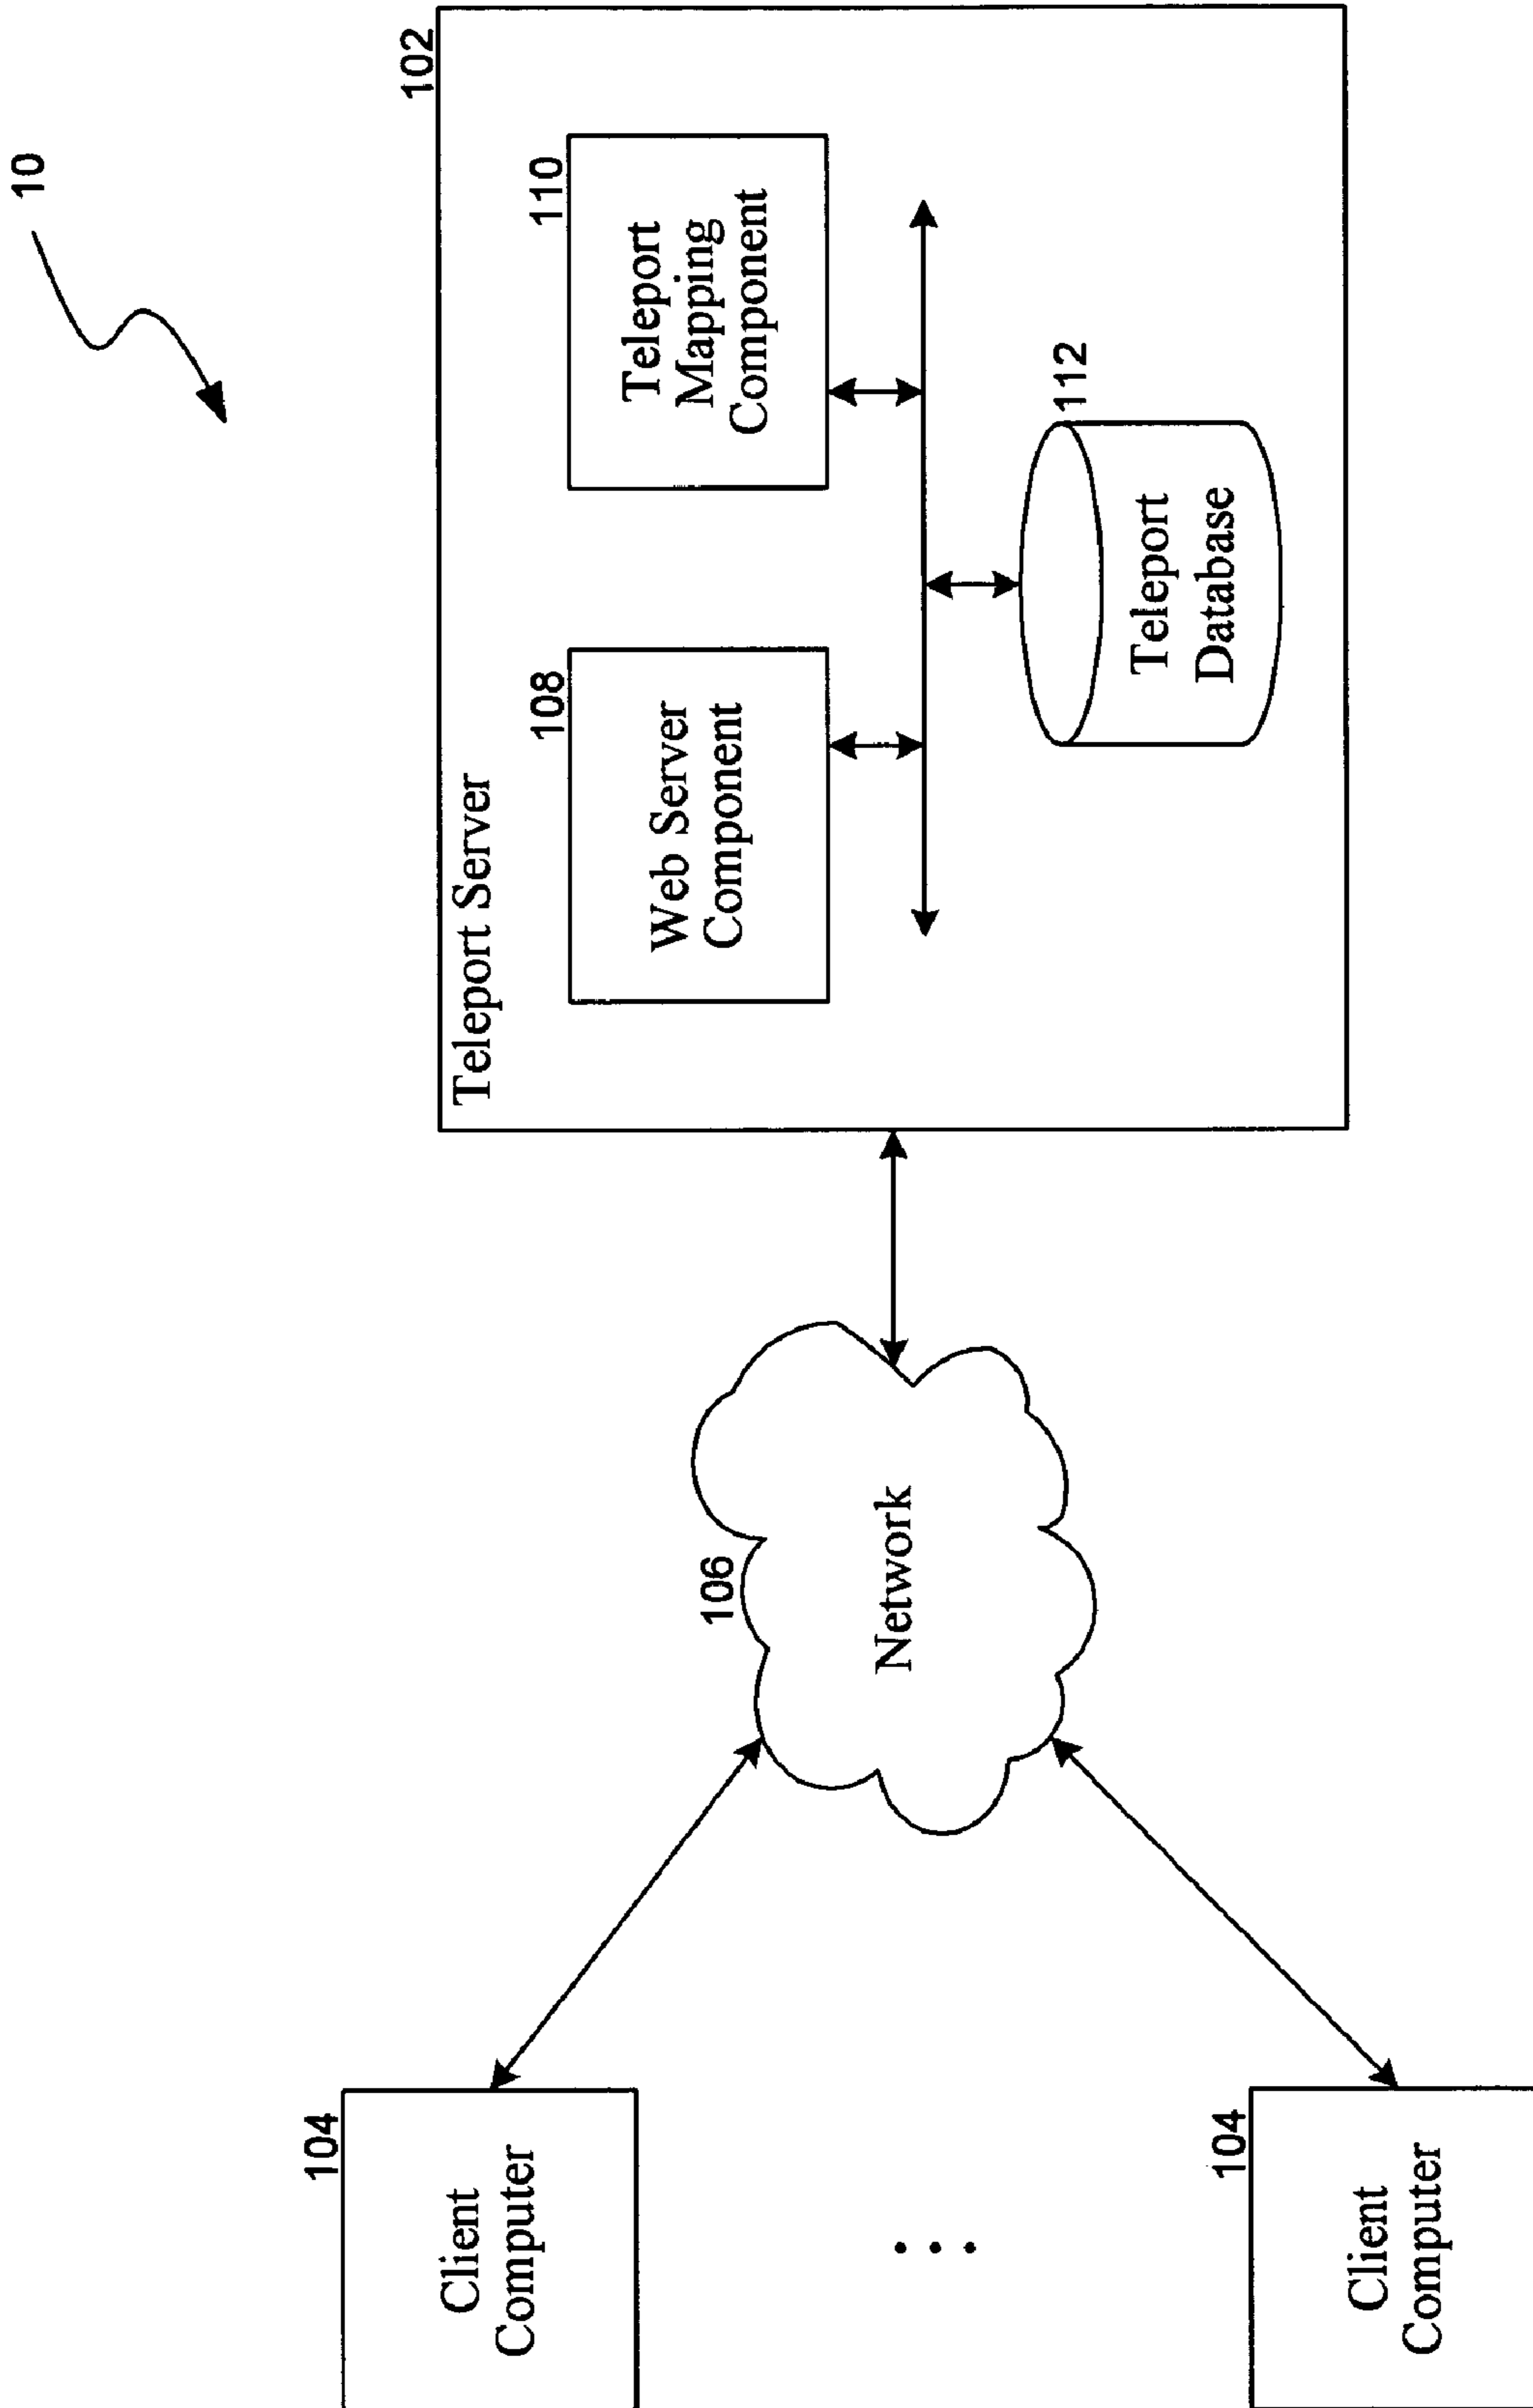 10
102
Teleport Server
108
Web Server
Component
110
Teleport
Mapping
Component
112
Teleport
Database
106
Network
104
Client
Computer
104
Client
Computer